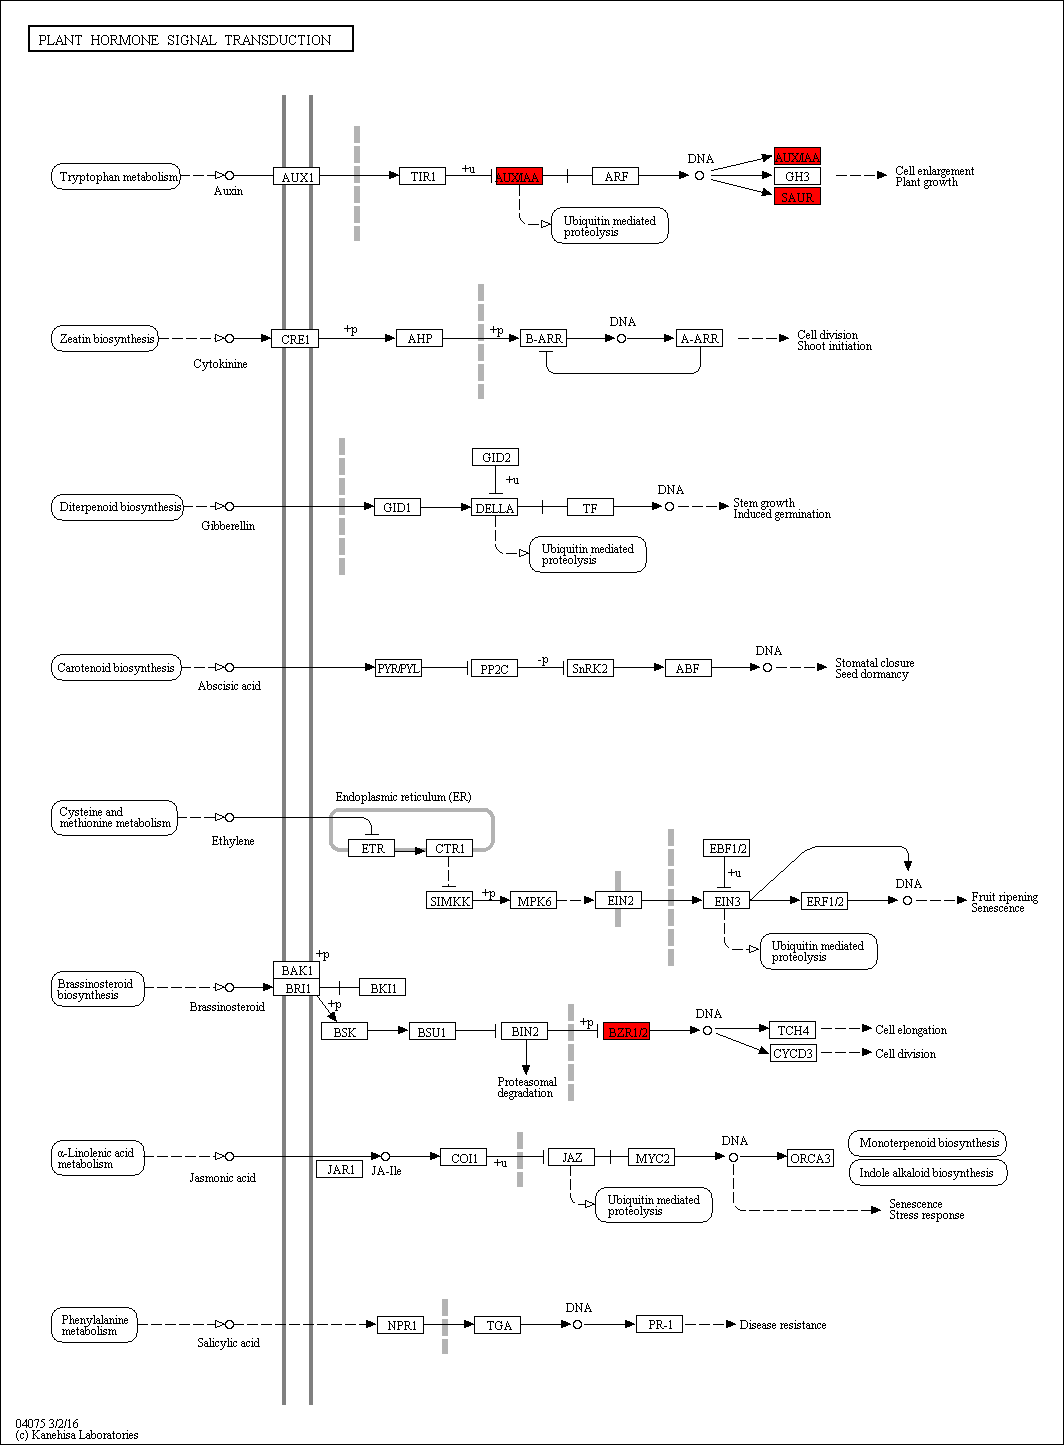 PLANT HORMONE SIGNAL TRANSDUCTION
DNA
AUX/IAA
Tryptophan metabolism
Auxin
AUX1
TIR1
+u
AUX/IAA
ARF
GH3
SAUR
Cell enlargement
Plant growth
Ubiquitin mediated
proteolysis
Zeatin biosynthesis
Cytokinine
CRE1
+p
AHP
+p
B-ARR
DNA
A-ARR
Cell division
Shoot initiation
GID2
+u
Diterpenoid biosynthesis
Gibberellin
GID1
DELLA
TF
DNA
Stem growth
Induced germination
Ubiquitin mediated
proteolysis
Carotenoid biosynthesis
Abscisic acid
PYR/PYL
PP2C
-p
SnRK2
ABF
DNA
Stomatal closure
Seed dormancy
Endoplasmic reticulum (ER)
Cysteine and
methionine metabolism
Ethylene
ETR
CTR1
EBF1/2
+u
SIMKK
+p
MPK6
EIN2
EIN3
ERF1/2
DNA
Fruit ripening
Senescence
Ubiquitin mediated
proteolysis
Brassinosteroid
biosynthesis
Brassinosteroid
+p
BAK1
BRI1
BKI1
+p
BSK
BSU1
BIN2
+p
BZR1/2
DNA
TCH4
Cell elongation
CYCD3
Cell division
Proteasomal
degradation
α-Linolenic acid
metabolism
Jasmonic acid
JAR1
JA-Ile
COI1
+u
JAZ
MYC2
DNA
ORCA3
Monoterpenoid biosynthesis
Indole alkaloid biosynthesis
Ubiquitin mediated
proteolysis
Senescence
Stress response
Phenylalanine
metabolism
Salicylic acid
NPR1
TGA
DNA
PR-1
Disease resistance
04075 3/2/16
(c) Kanehisa Laboratories